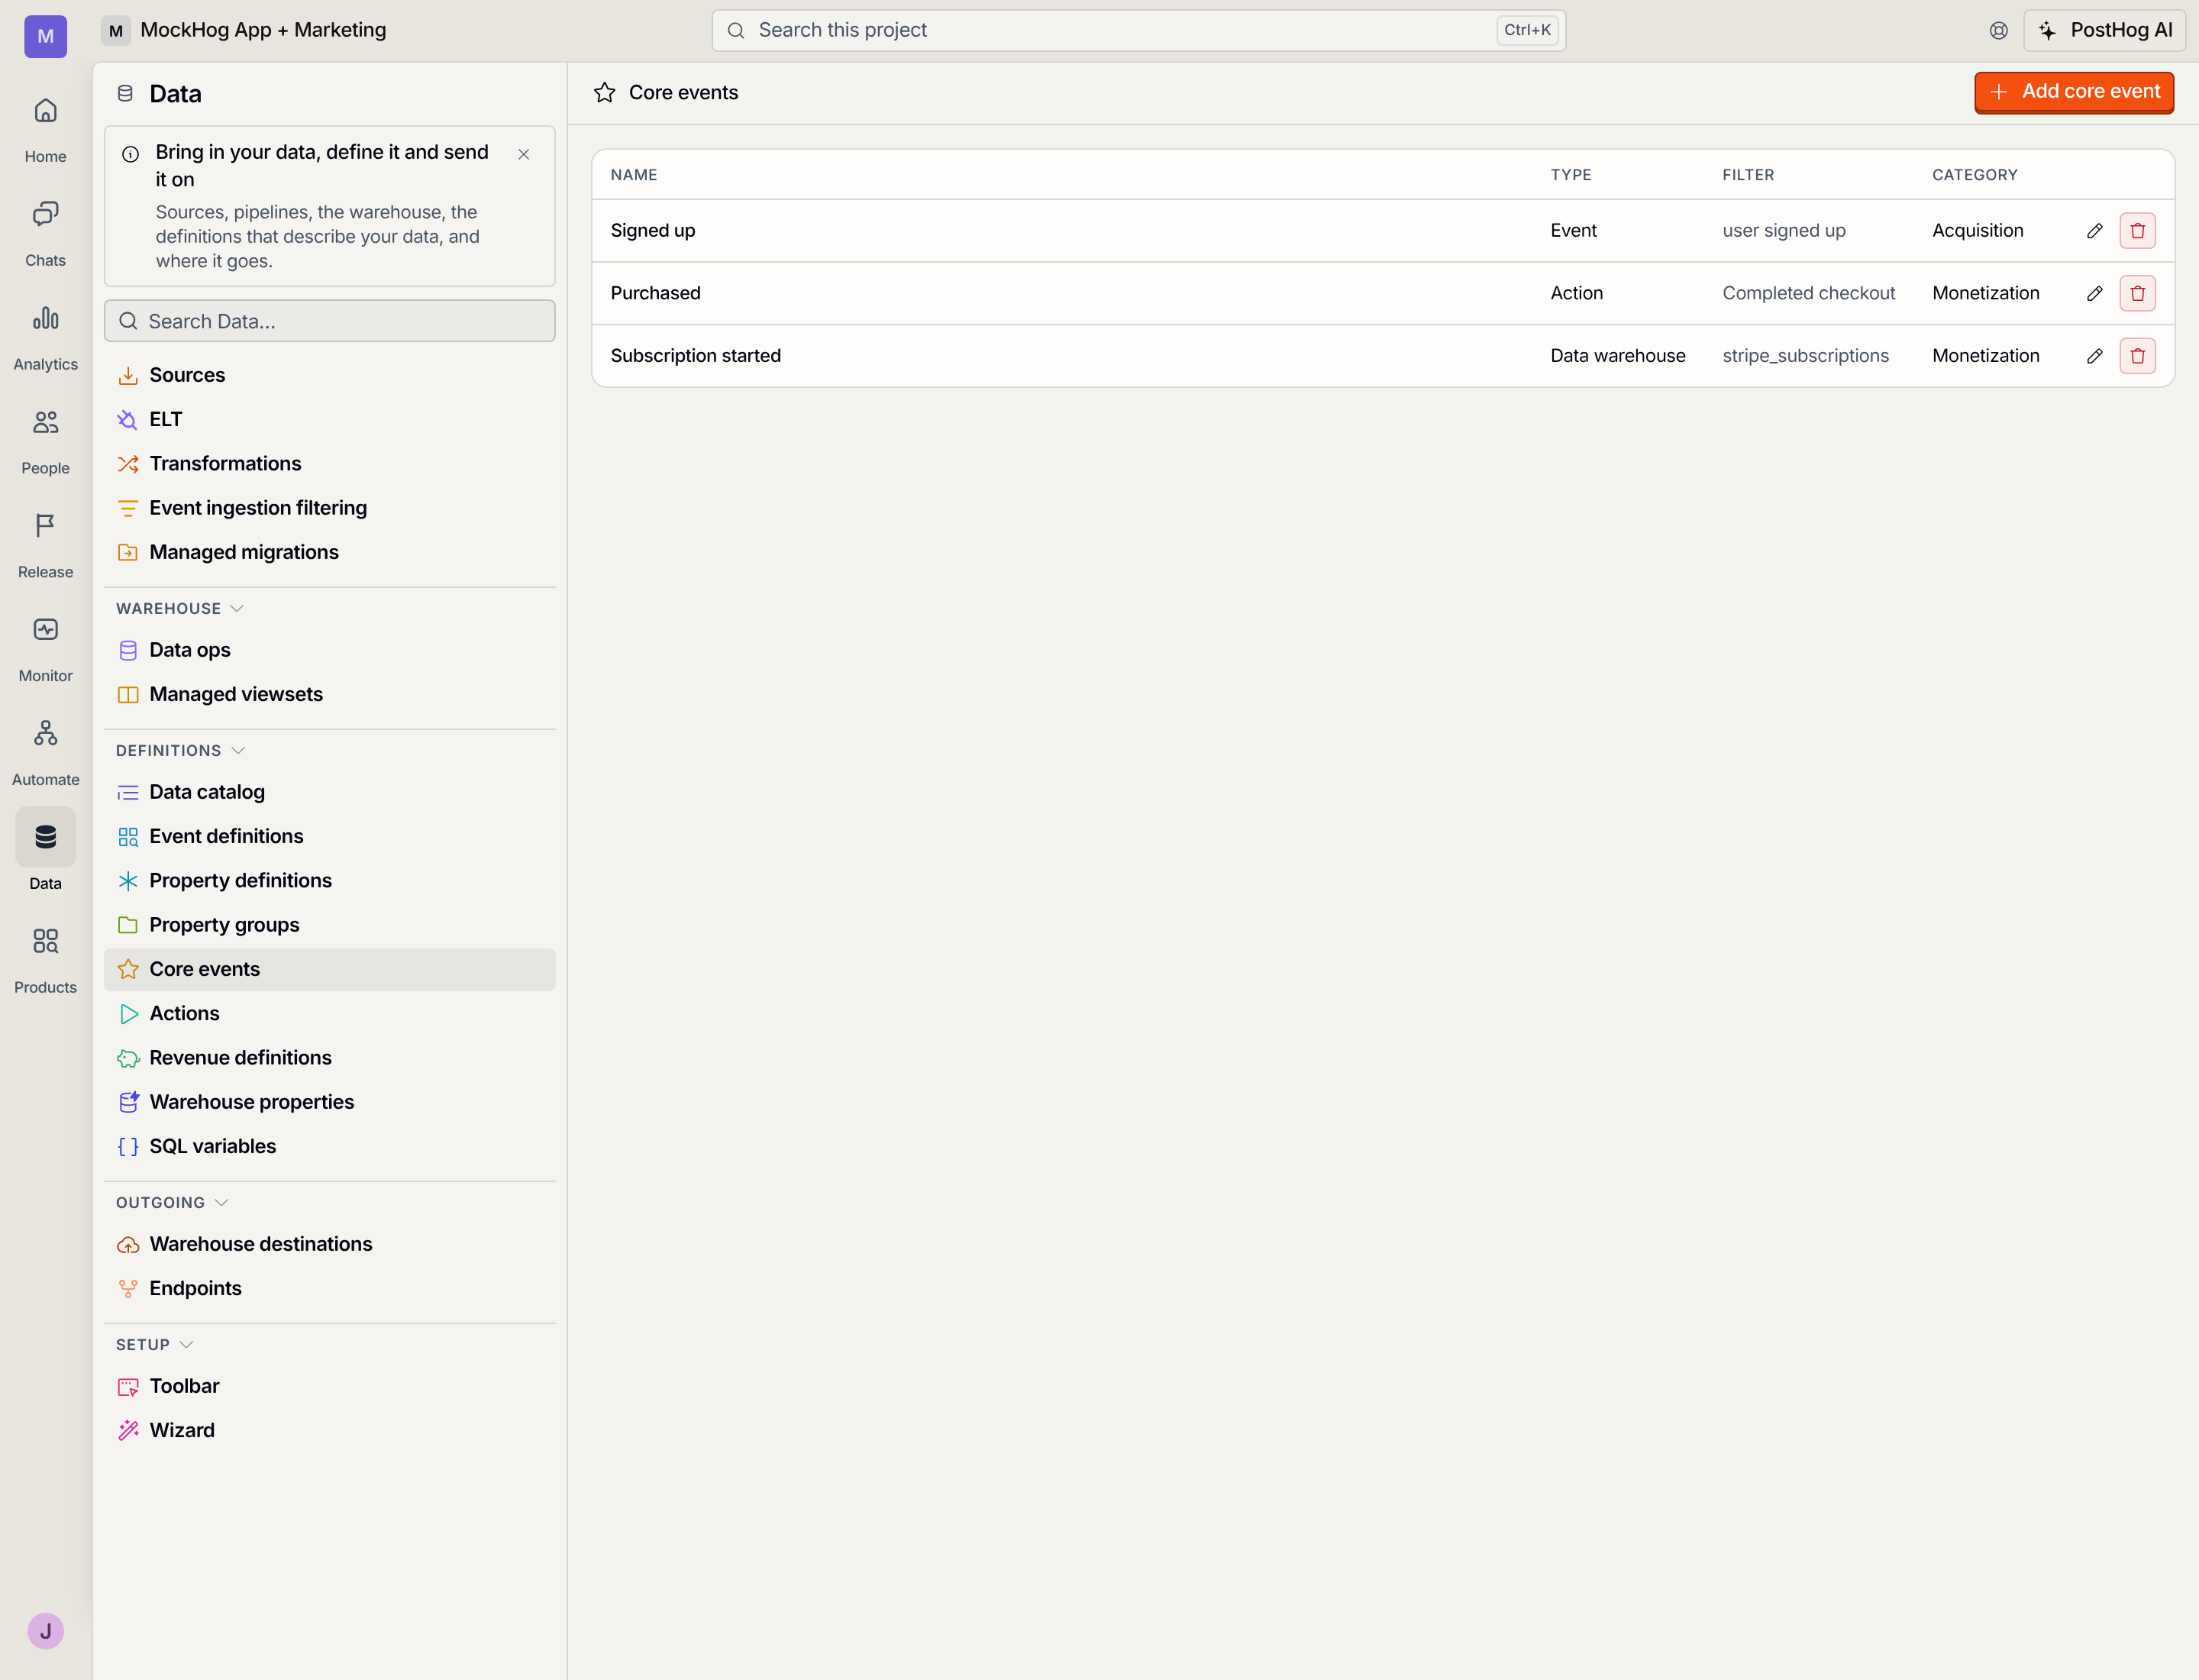 M
M MockHog App + Marketing
Search this project
Ctrl+K
PostHog AI
Home
Chats
Analytics
People
Release
Monitor
Automate
Data
Products
J
Data
Bring in your data, define it and send
it on
Sources, pipelines, the warehouse, the
definitions that describe your data, and
where it goes.
Search Data...
Sources
ELT
Transformations
Event ingestion filtering
Managed migrations
WAREHOUSE
Data ops
Managed viewsets
DEFINITIONS
Data catalog
Event definitions
Property definitions
Property groups
Core events
Actions
Revenue definitions
Warehouse properties
SQL variables
OUTGOING
Warehouse destinations
Endpoints
SETUP
Toolbar
Wizard
Core events
Add core event
NAME TYPE FILTER CATEGORY
Signed up Event user signed up Acquisition
Purchased Action Completed checkout Monetization
Subscription started Data warehouse stripe_subscriptions Monetization